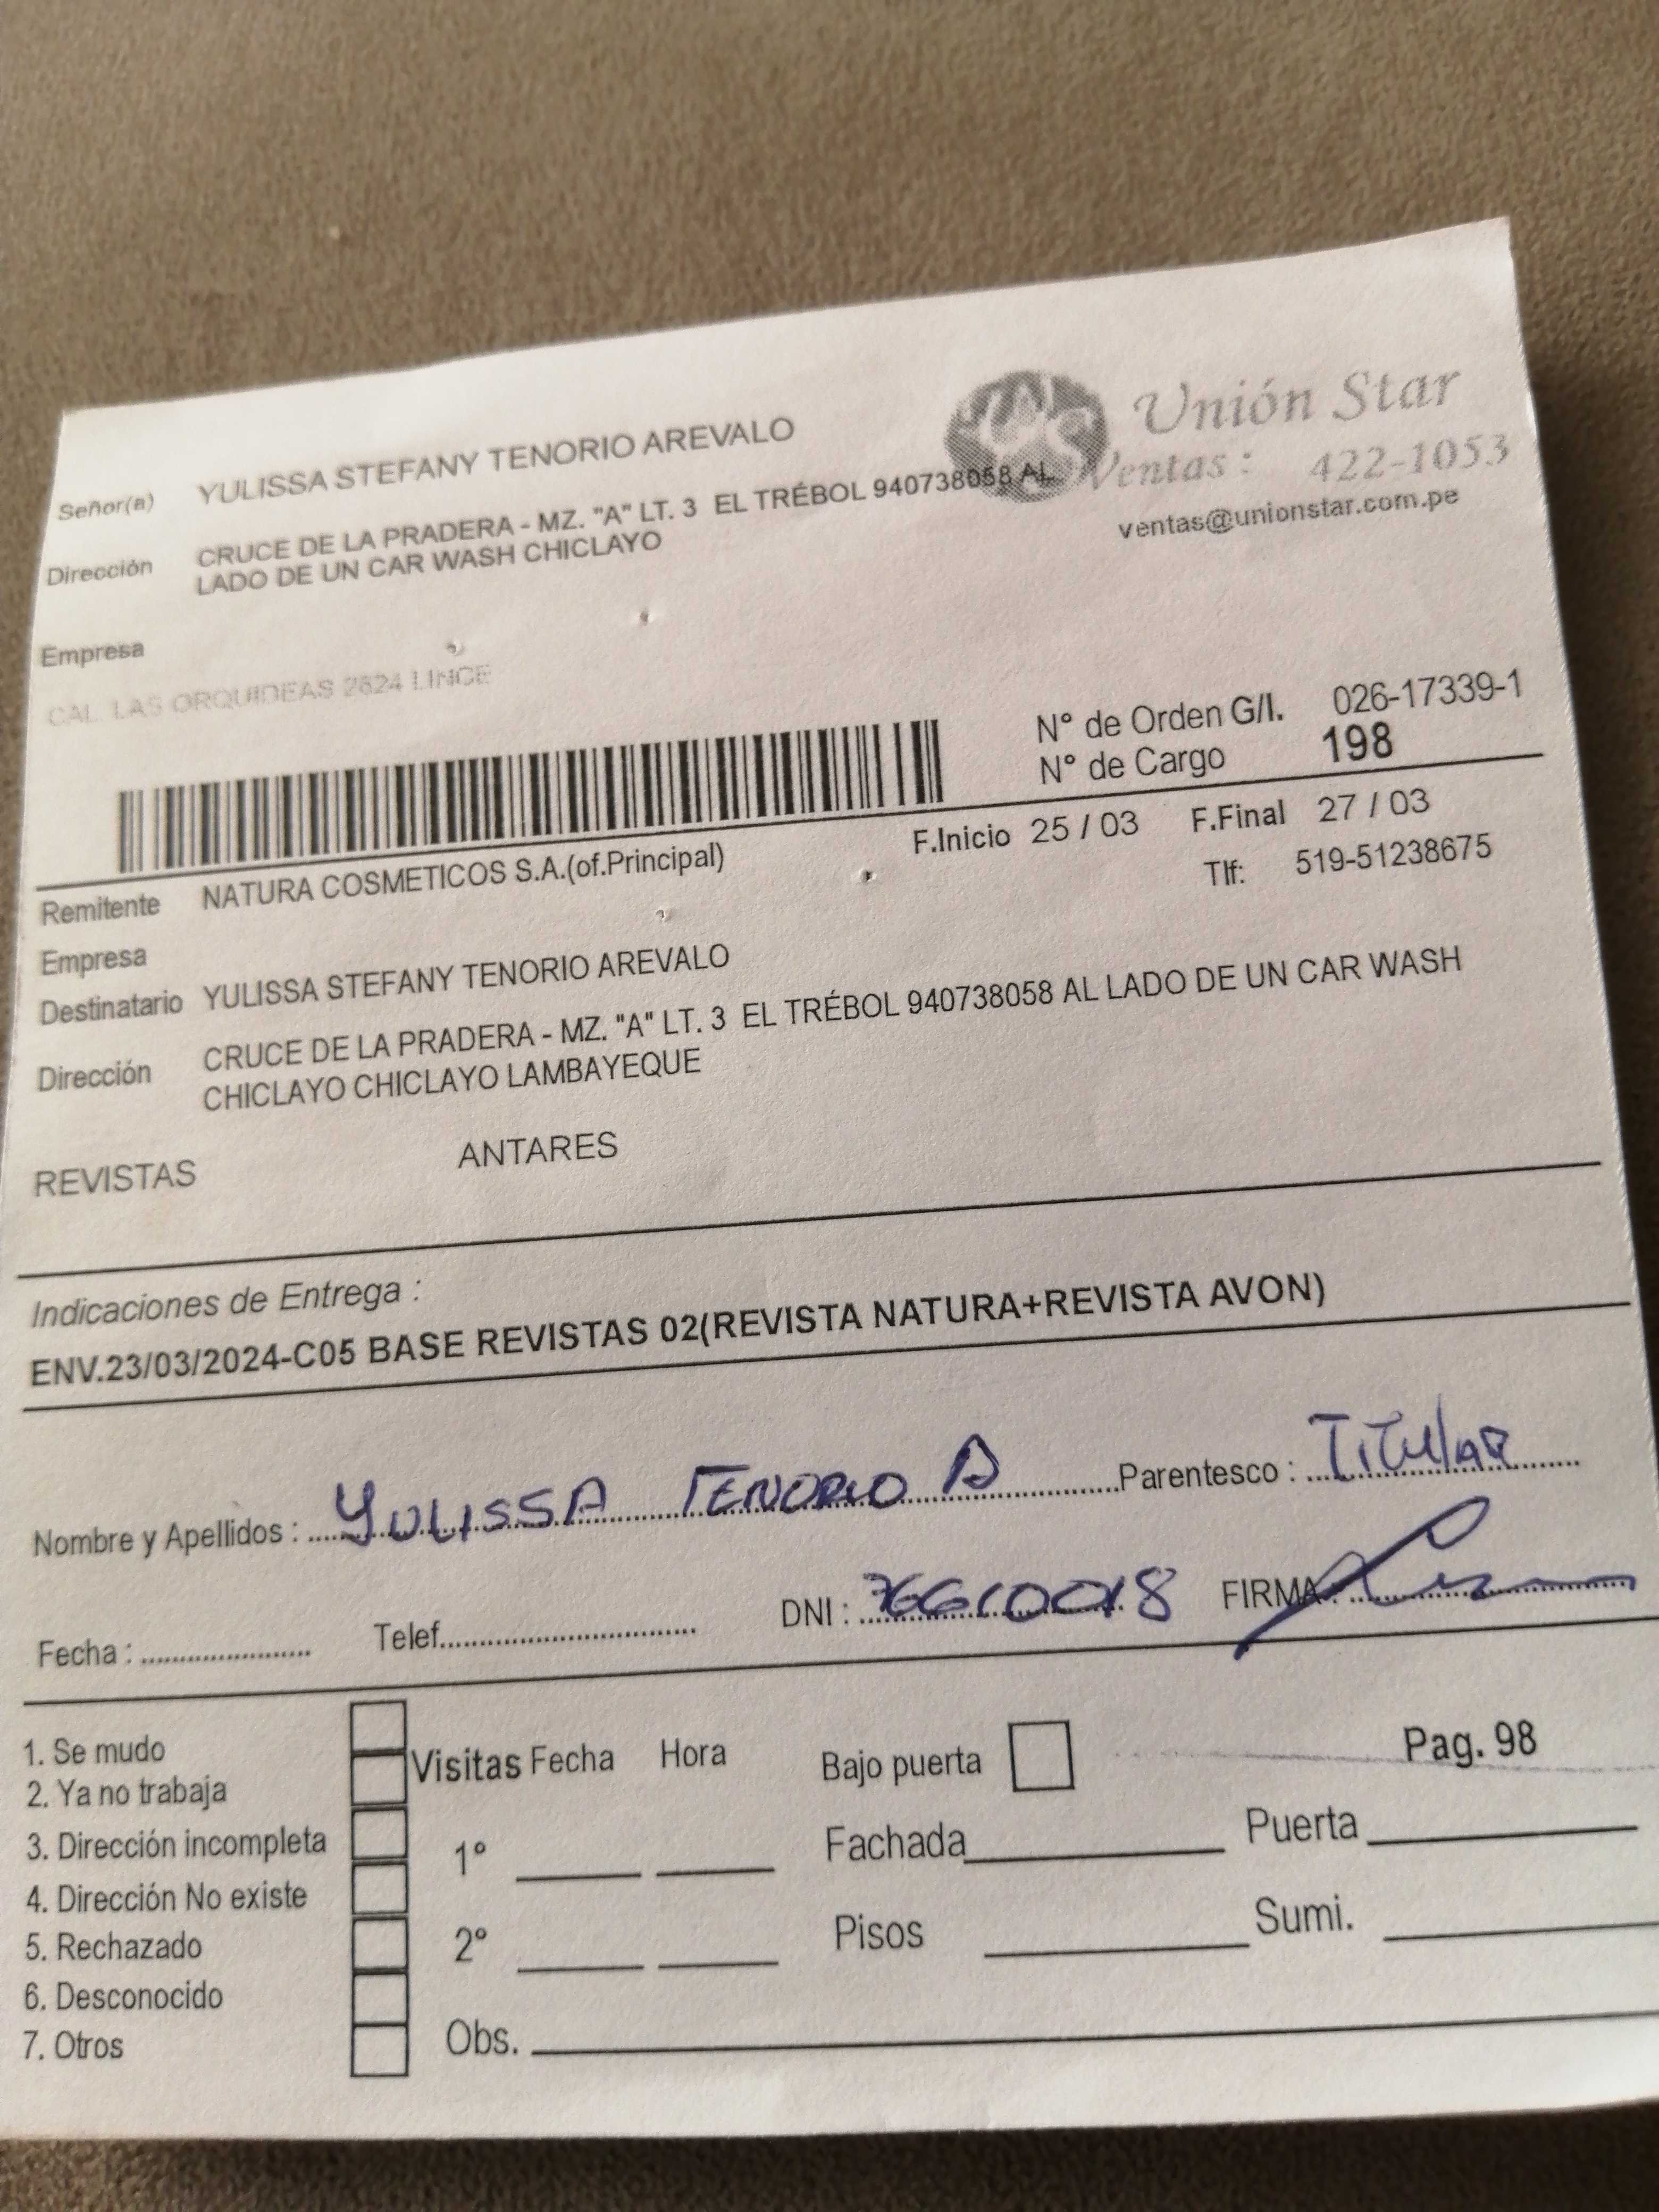 Unión Star
Ventas : 422-1053
ventas@unionstar.com.pe
Señor(a) YULISSA STEFANY TENORIO AREVALO
Dirección CRUCE DE LA PRADERA - MZ. "A" LT. 3 EL TRÉBOL 940738058 AL
LADO DE UN CAR WASH CHICLAYO
Empresa
CAL. LAS ORQUIDEAS 2624 LINCE
N° de Orden G/I. 026-17339-1
N° de Cargo 198
F.Inicio 25 / 03 F.Final 27 / 03
Remitente NATURA COSMETICOS S.A.(of.Principal) Tlf: 519-51238675
Empresa
Destinatario YULISSA STEFANY TENORIO AREVALO
Dirección CRUCE DE LA PRADERA - MZ. "A" LT. 3 EL TRÉBOL 940738058 AL LADO DE UN CAR WASH
CHICLAYO CHICLAYO LAMBAYEQUE
REVISTAS ANTARES
Indicaciones de Entrega :
ENV.23/03/2024-C05 BASE REVISTAS 02(REVISTA NATURA+REVISTA AVON)
Nombre y Apellidos : YULISSA TENORIO A Parentesco : Titular
Fecha : Telef. DNI : 76610018 FIRMA :
1. Se mudo
2. Ya no trabaja
3. Dirección incompleta
4. Dirección No existe
5. Rechazado
6. Desconocido
7. Otros
Visitas Fecha Hora
1°
2°
Obs.
Bajo puerta Pag. 98
Fachada Puerta
Pisos Sumi.